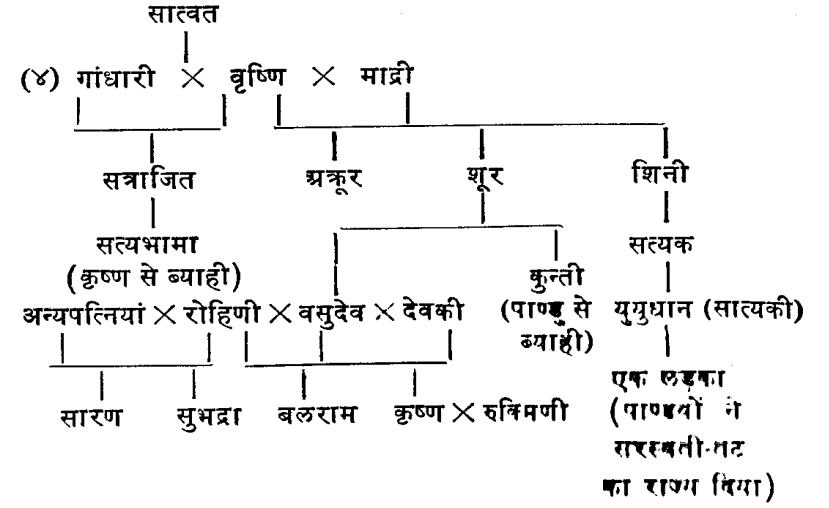 सात्वत
(४) गांधारी × वृष्णि × माद्री
सत्राजित अक्रूर शूर शिनी
सत्यभामा सत्यक
(कृष्ण से ब्याही) कुन्ती
अन्यपत्नियां × रोहिणी × वसुदेव × देवकी (पाण्डु से युयुधान (सात्यकी)
ब्याही)
एक लड़का
सारण सुभद्रा बलराम कृष्ण × रुक्मिणी (पाण्डवों ने
सरस्वती-तट
का राज्य दिया)